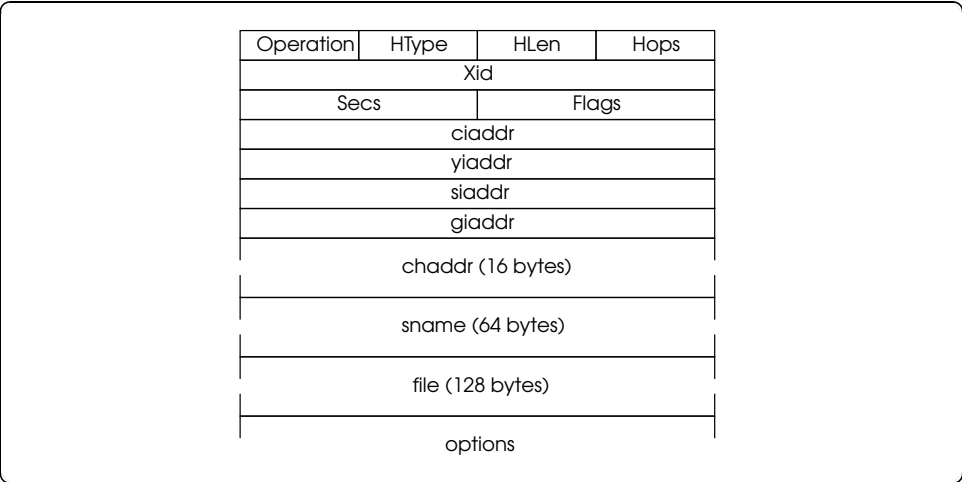 Operation HType HLen Hops
Xid
Secs Flags
ciaddr
yiaddr
siaddr
giaddr
chaddr (16 bytes)
sname (64 bytes)
file (128 bytes)
options